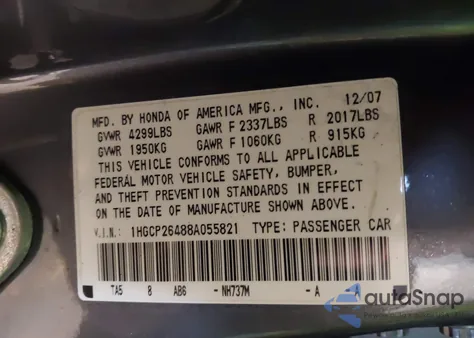 MFD. BY HONDA OF AMERICA MFG., INC. 12/07
GVWR 4299LBS GAWR F 2337LBS R 2017LBS
GVWR 1950KG GAWR F 1060KG R 915KG
THIS VEHICLE CONFORMS TO ALL APPLICABLE
FEDERAL MOTOR VEHICLE SAFETY, BUMPER,
AND THEFT PREVENTION STANDARDS IN EFFECT
ON THE DATE OF MANUFACTURE SHOWN ABOVE.
V.I.N.: 1HGCP26488A055821 TYPE: PASSENGER CAR
TA5 0 AB6 -NH737M -A A
autoSnap